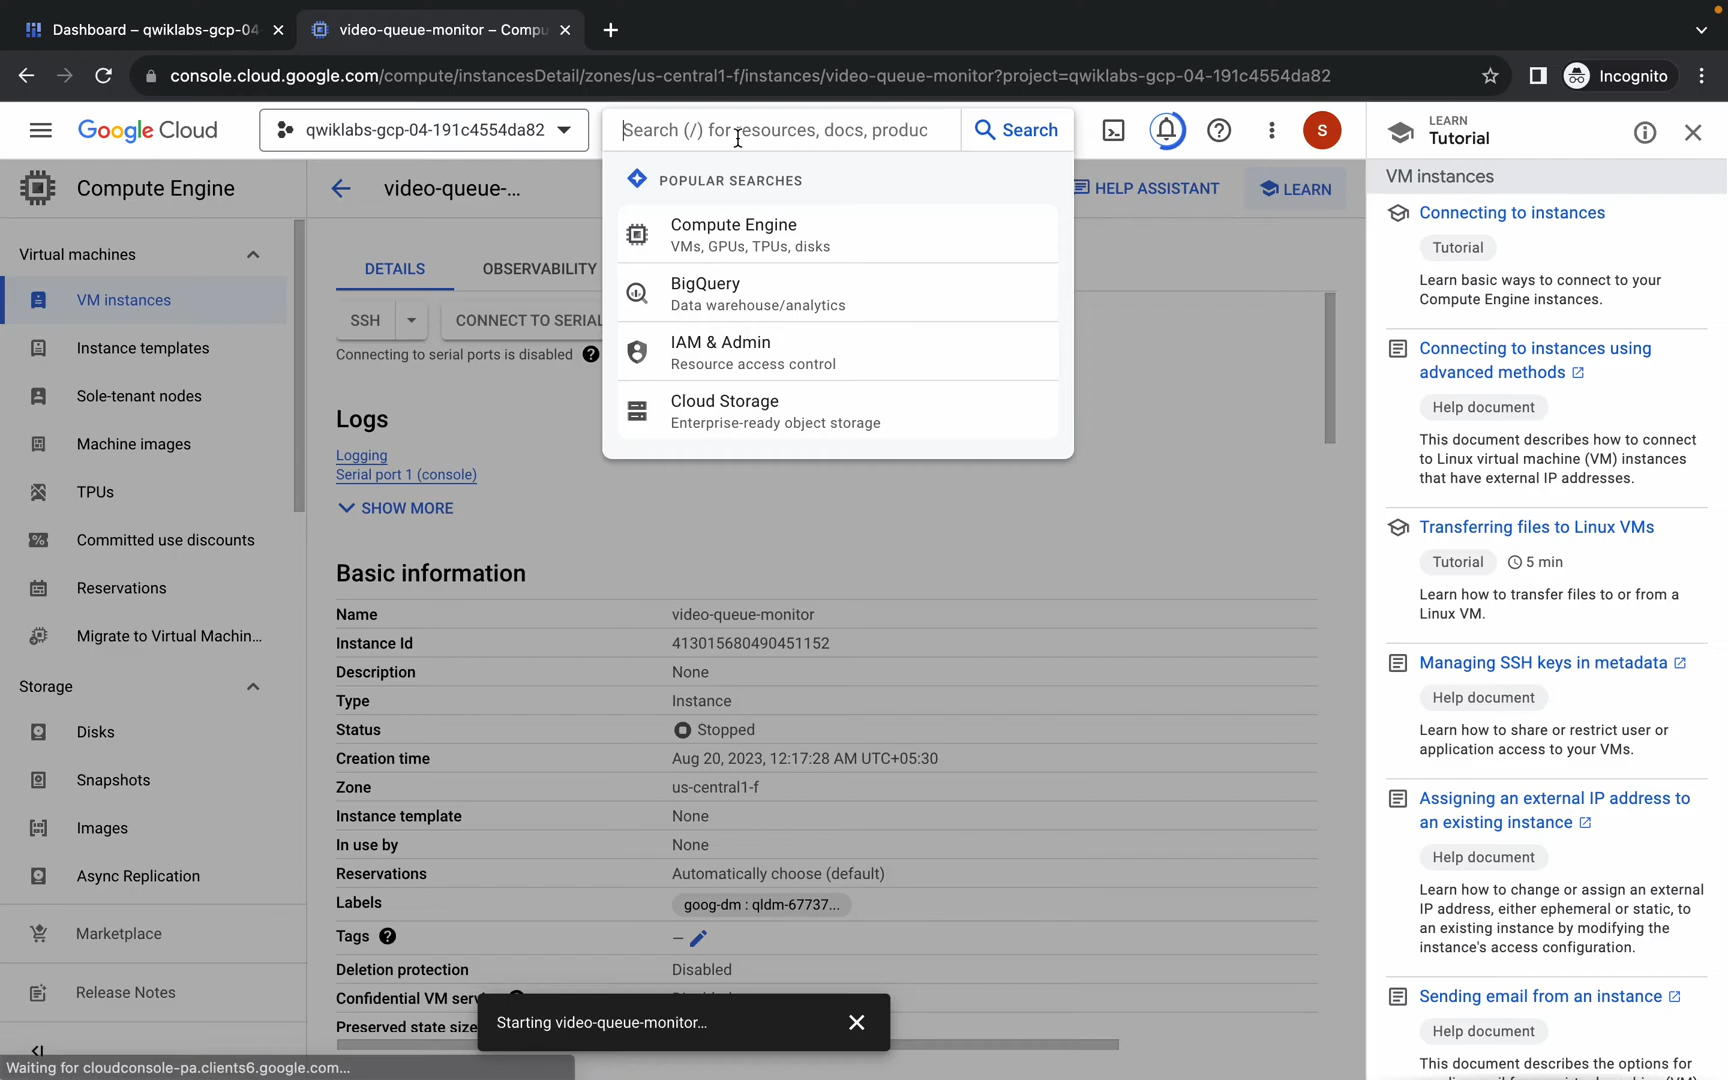 Dashboard – qwiklabs-gcp-04
video-queue-monitor – Compu
console.cloud.google.com/compute/instancesDetail/zones/us-central1-f/instances/video-queue-monitor?project=qwiklabs-gcp-04-191c4554da82
Incognito
Google Cloud
qwiklabs-gcp-04-191c4554da82
Search (/) for resources, docs, produc
Search
S
LEARN
Tutorial
Compute Engine
video-queue-...
HELP ASSISTANT
LEARN
POPULAR SEARCHES
Compute Engine
VMs, GPUs, TPUs, disks
BigQuery
Data warehouse/analytics
IAM & Admin
Resource access control
Cloud Storage
Enterprise-ready object storage
Virtual machines
VM instances
Instance templates
Sole-tenant nodes
Machine images
TPUs
Committed use discounts
Reservations
Migrate to Virtual Machin...
Storage
Disks
Snapshots
Images
Async Replication
Marketplace
Release Notes
DETAILS
OBSERVABILITY
SSH
CONNECT TO SERIAL
Connecting to serial ports is disabled
Logs
Logging
Serial port 1 (console)
SHOW MORE
Basic information
Name video-queue-monitor
Instance Id 413015680490451152
Description None
Type Instance
Status Stopped
Creation time Aug 20, 2023, 12:17:28 AM UTC+05:30
Zone us-central1-f
Instance template None
In use by None
Reservations Automatically choose (default)
Labels goog-dm : qldm-67737...
Tags –
Deletion protection Disabled
Confidential VM serv
Preserved state size
Starting video-queue-monitor...
Waiting for cloudconsole-pa.clients6.google.com...
VM instances
Connecting to instances
Tutorial
Learn basic ways to connect to your
Compute Engine instances.
Connecting to instances using
advanced methods
Help document
This document describes how to connect
to Linux virtual machine (VM) instances
that have external IP addresses.
Transferring files to Linux VMs
Tutorial 5 min
Learn how to transfer files to or from a
Linux VM.
Managing SSH keys in metadata
Help document
Learn how to share or restrict user or
application access to your VMs.
Assigning an external IP address to
an existing instance
Help document
Learn how to change or assign an external
IP address, either ephemeral or static, to
an existing instance by modifying the
instance's access configuration.
Sending email from an instance
Help document
This document describes the options for